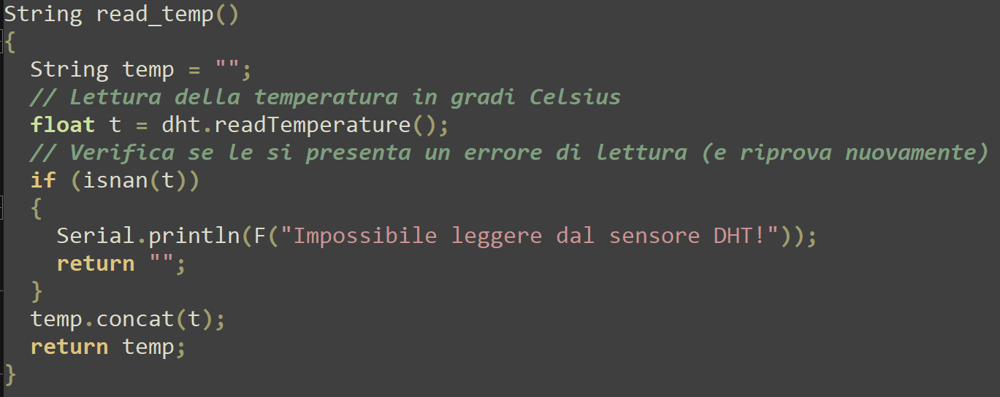 String read_temp()
{
String temp = "";
// Lettura della temperatura in gradi Celsius
float t = dht.readTemperature();
// Verifica se le si presenta un errore di lettura (e riprova nuovamente)
if (isnan(t))
{
Serial.println(F("Impossibile leggere dal sensore DHT!"));
return "";
}
temp.concat(t);
return temp;
}